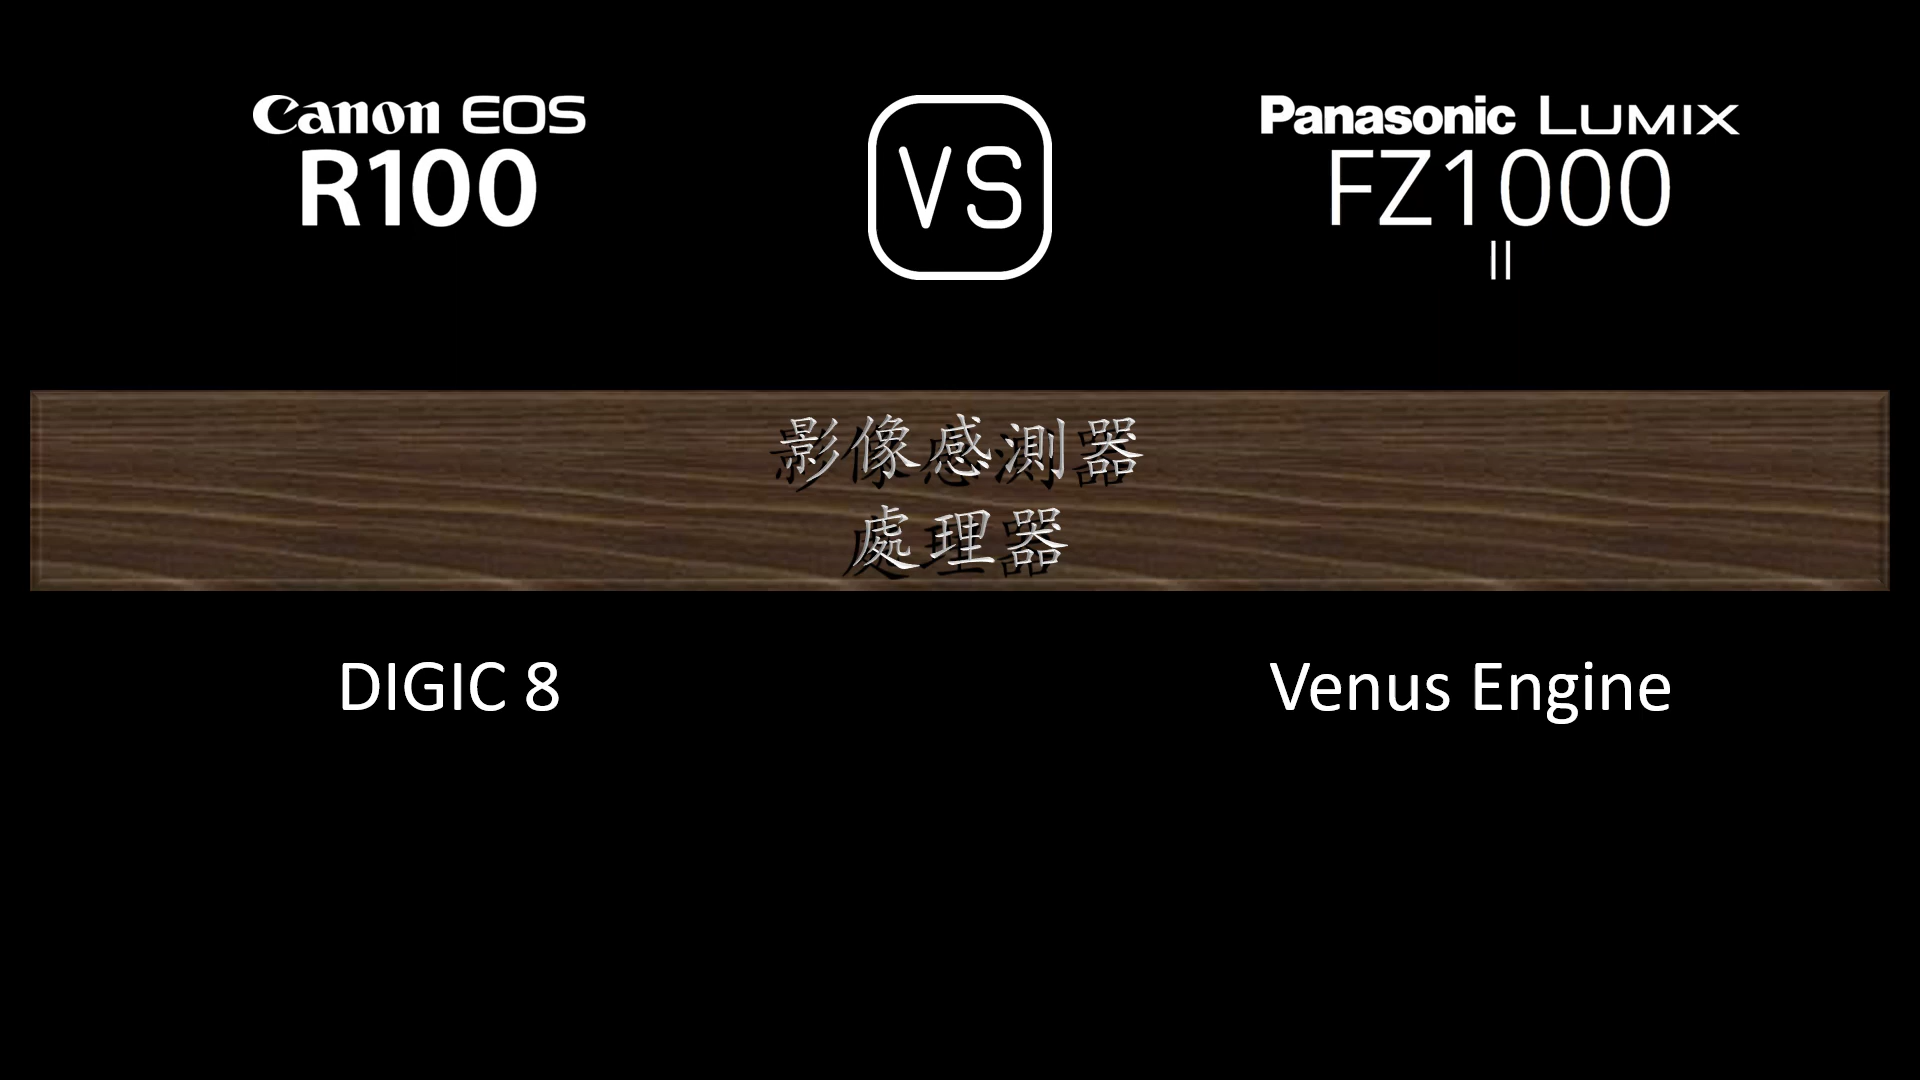 Canon EOS
R100
VS
Panasonic LUMIX
FZ1000
II
影像感測器
處理器
DIGIC 8
Venus Engine